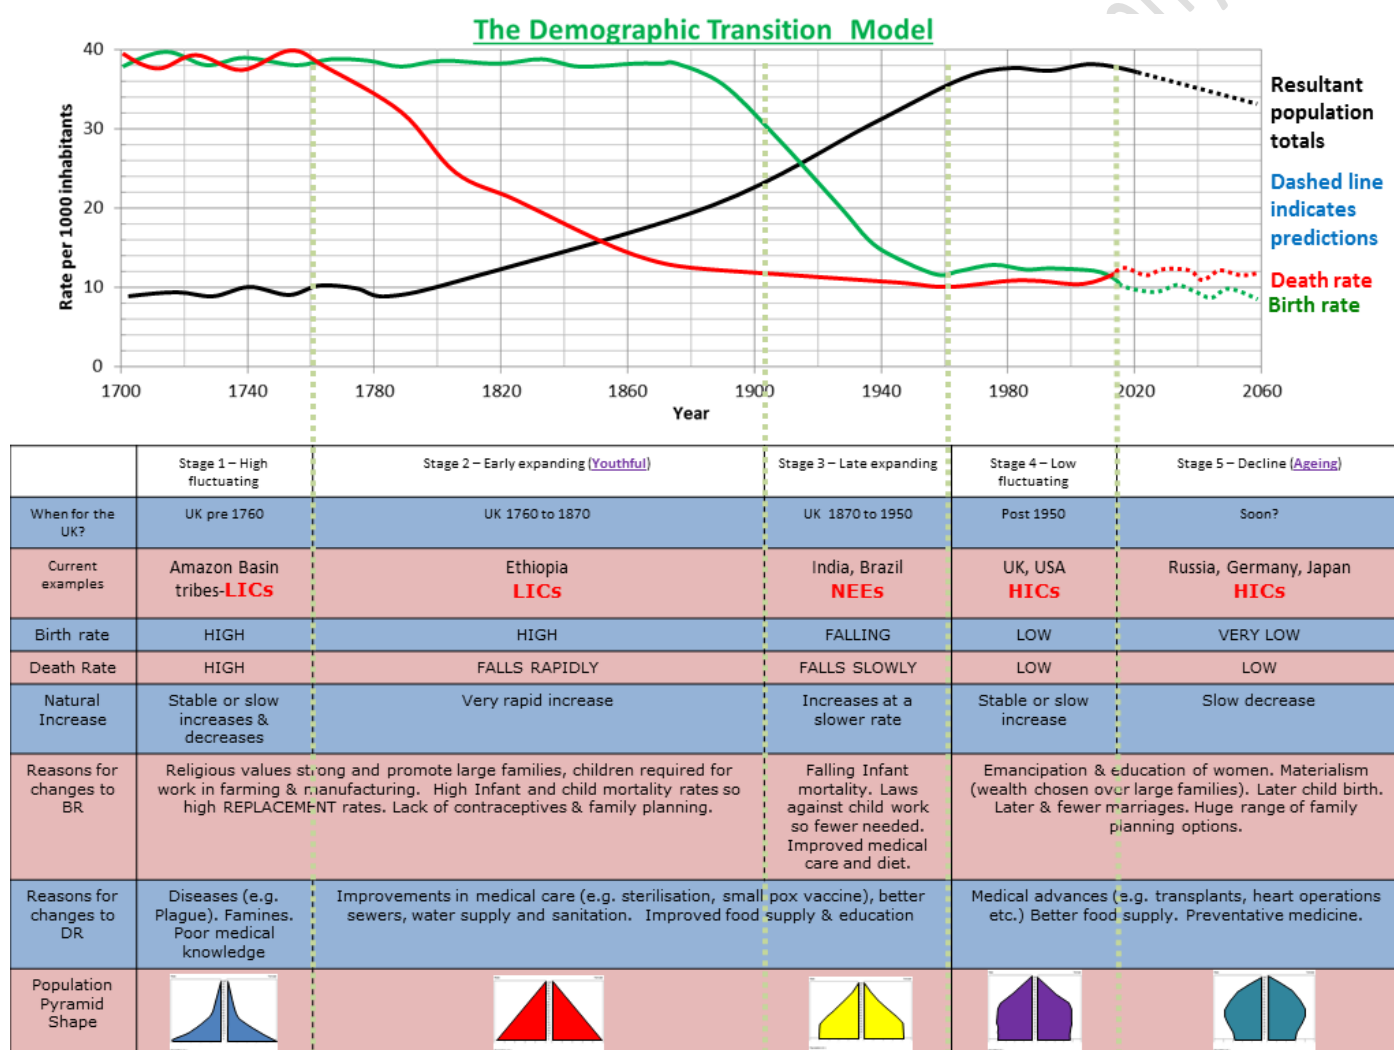 The Demographic Transition Model
40
30
20
10
0
Rate per 1000 inhabitants
1700 1740 1780 1820 1860 1900 1940 1980 2020 2060
Year
Resultant
population
totals
Dashed line
indicates
predictions
Death rate
Birth rate
Stage 1 – High
fluctuating
Stage 2 – Early expanding (Youthful)
Stage 3 – Late expanding
Stage 4 – Low
fluctuating
Stage 5 – Decline (Ageing)
When for the
UK?
UK pre 1760
UK 1760 to 1870
UK 1870 to 1950
Post 1950
Soon?
Current
examples
Amazon Basin
tribes-LICs
Ethiopia
LICs
India, Brazil
NEEs
UK, USA
HICs
Russia, Germany, Japan
HICs
Birth rate
HIGH
HIGH
FALLING
LOW
VERY LOW
Death Rate
HIGH
FALLS RAPIDLY
FALLS SLOWLY
LOW
LOW
Natural
Increase
Stable or slow
increases &
decreases
Very rapid increase
Increases at a
slower rate
Stable or slow
increase
Slow decrease
Reasons for
changes to
BR
Religious values strong and promote large families, children required for
work in farming & manufacturing. High Infant and child mortality rates so
high REPLACEMENT rates. Lack of contraceptives & family planning.
Falling Infant
mortality. Laws
against child work
so fewer needed.
Improved medical
care and diet.
Emancipation & education of women. Materialism
(wealth chosen over large families). Later child birth.
Later & fewer marriages. Huge range of family
planning options.
Reasons for
changes to
DR
Diseases (e.g.
Plague). Famines.
Poor medical
knowledge
Improvements in medical care (e.g. sterilisation, small pox vaccine), better
sewers, water supply and sanitation. Improved food supply & education
Medical advances (e.g. transplants, heart operations
etc.) Better food supply. Preventative medicine.
Population
Pyramid
Shape